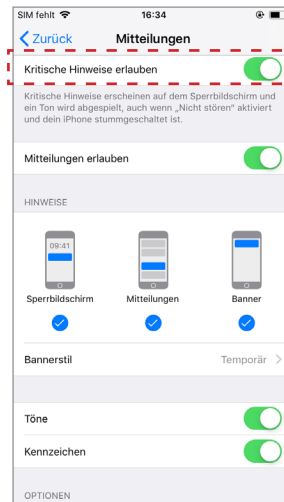 SIM fehlt 16:34
Zurück Mitteilungen
Kritische Hinweise erlauben
Kritische Hinweise erscheinen auf dem Sperrbildschirm und
ein Ton wird abgespielt, auch wenn „Nicht stören" aktiviert
und dein iPhone stummgeschaltet ist.
Mitteilungen erlauben
HINWEISE
09:41
Sperrbildschirm Mitteilungen Banner
Bannerstil Temporär
Töne
Kennzeichen
OPTIONEN